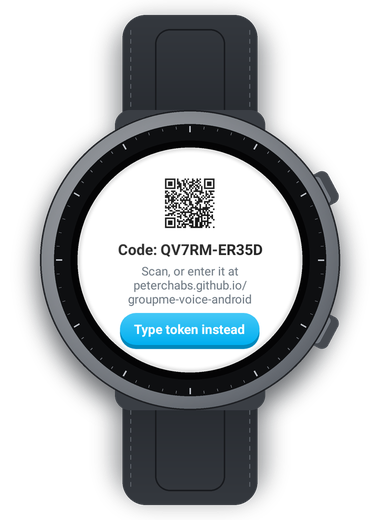 Code: QV7RM-ER35D
Scan, or enter it at
peterchabs.github.io/
groupme-voice-android
Type token instead